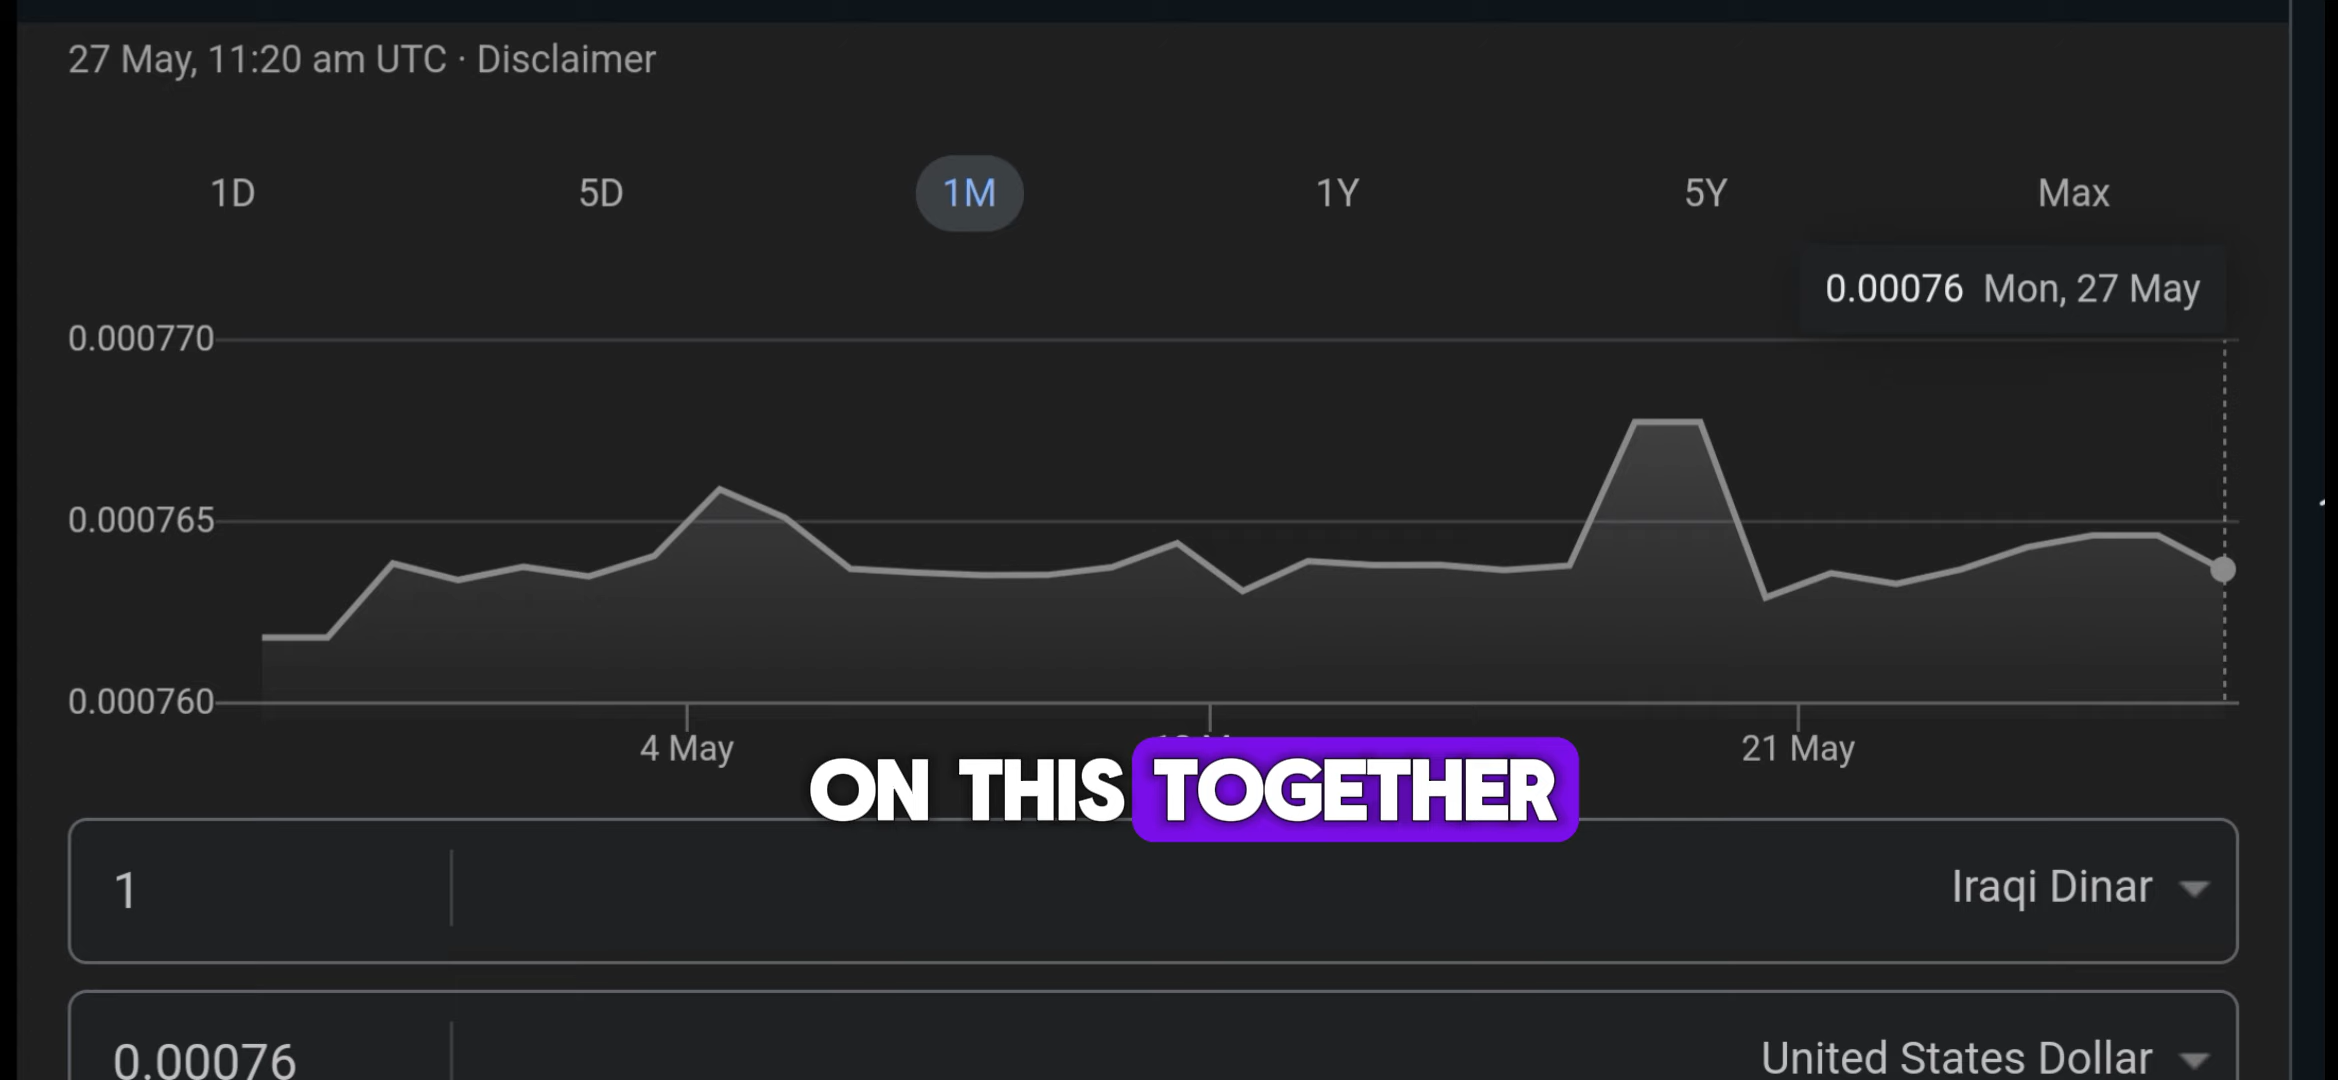 27 May, 11:20 am UTC · Disclaimer
1D 5D 1M 1Y 5Y Max
0.00076 Mon, 27 May
0.000770
0.000765
0.000760
4 May 21 May
ON THIS TOGETHER
1 Iraqi Dinar
0.00076 United States Dollar